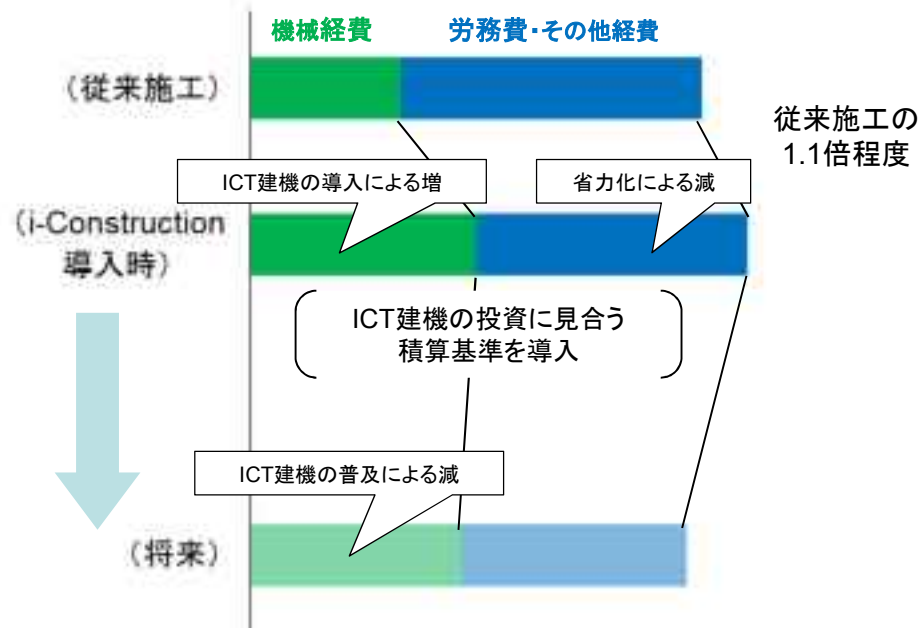 機械経費
労務費・その他経費
（従来施工）
従来施工の
1.1倍程度
ICT建機の導入による増
省力化による減
（i-Construction
導入時）
ICT建機の投資に見合う
積算基準を導入
ICT建機の普及による減
（将来）